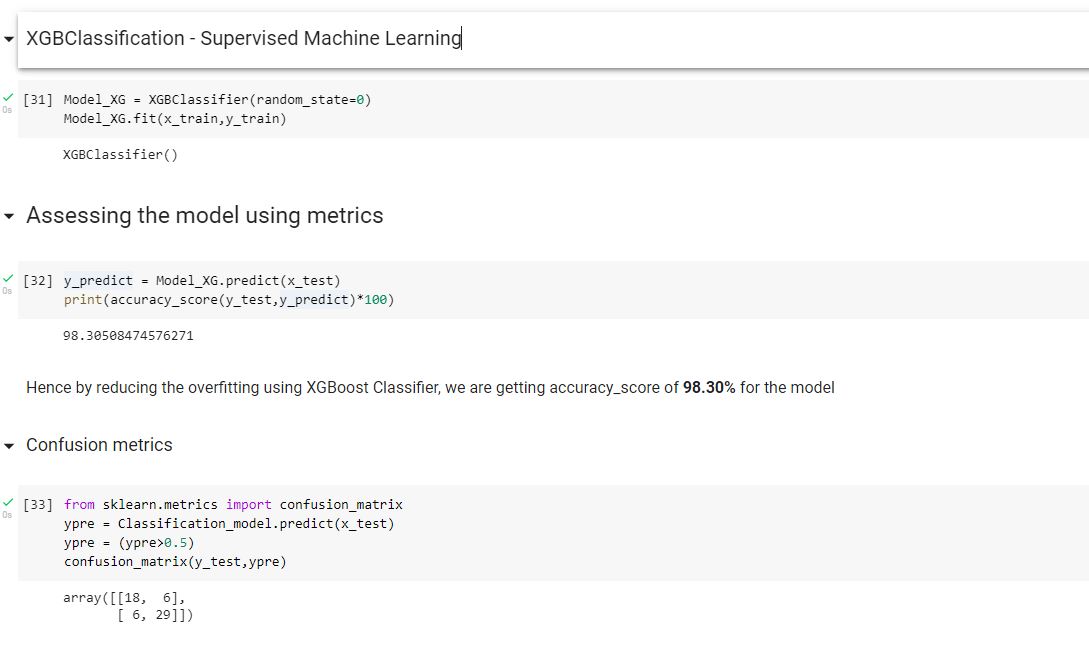 XGBClassification - Supervised Machine Learning
[31] Model_XG = XGBClassifier(random_state=0)
Model_XG.fit(x_train,y_train)
0s
XGBClassifier()
Assessing the model using metrics
[32] y_predict = Model_XG.predict(x_test)
0s
print(accuracy_score(y_test,y_predict)*100)
98.30508474576271
Hence by reducing the overfitting using XGBoost Classifier, we are getting accuracy_score of 98.30% for the model
Confusion metrics
[33] from sklearn.metrics import confusion_matrix
0s
ypre = Classification_model.predict(x_test)
ypre = (ypre>0.5)
confusion_matrix(y_test,ypre)
array([[18,  6],
       [ 6, 29]])